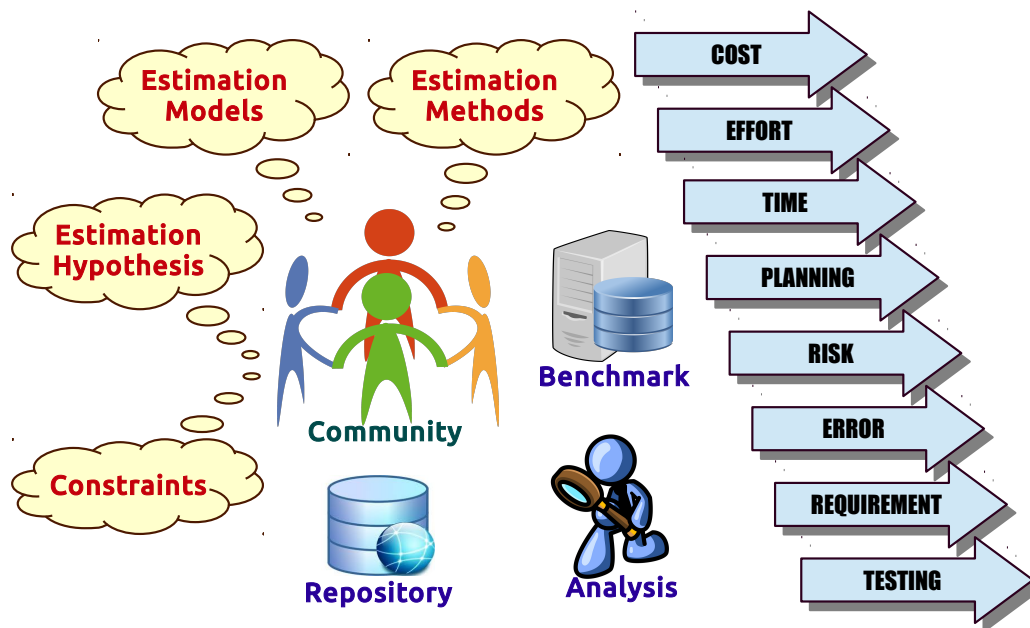 Estimation
Models
Estimation
Methods
Estimation
Hypothesis
Constraints
Community
Repository
Benchmark
Analysis
COST
EFFORT
TIME
PLANNING
RISK
ERROR
REQUIREMENT
TESTING